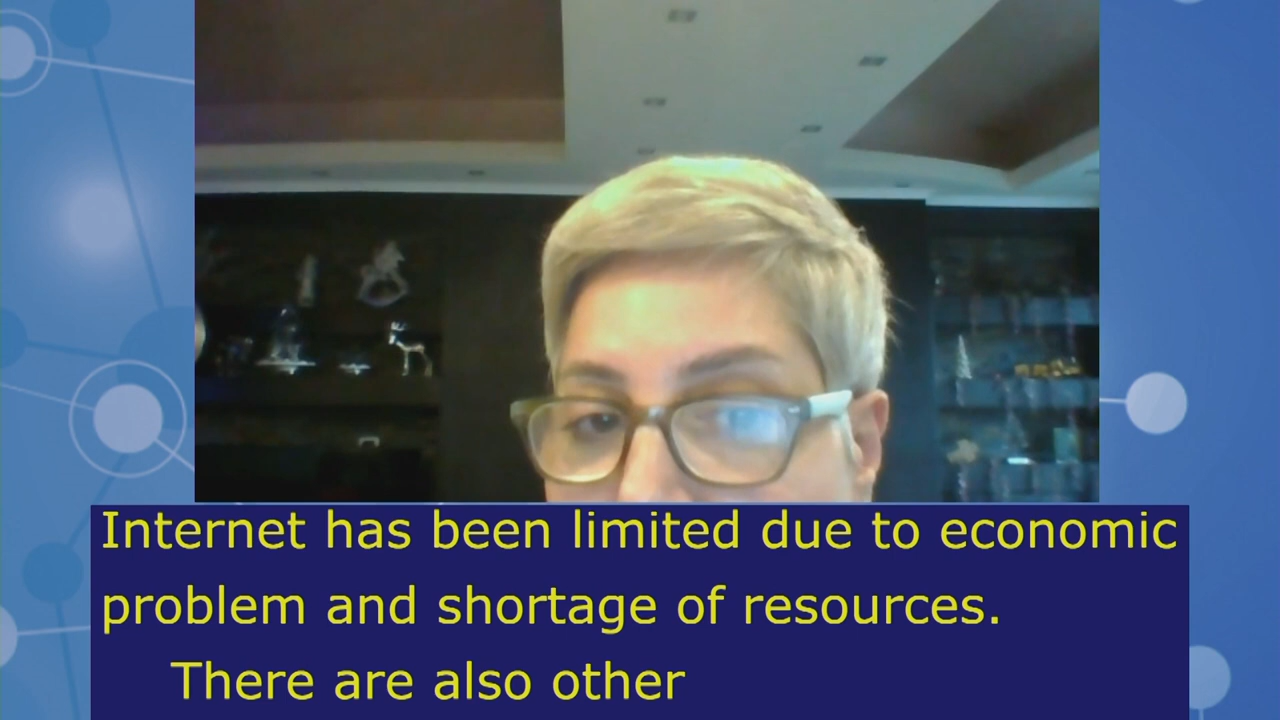 Internet has been limited due to economic
problem and shortage of resources.
There are also other